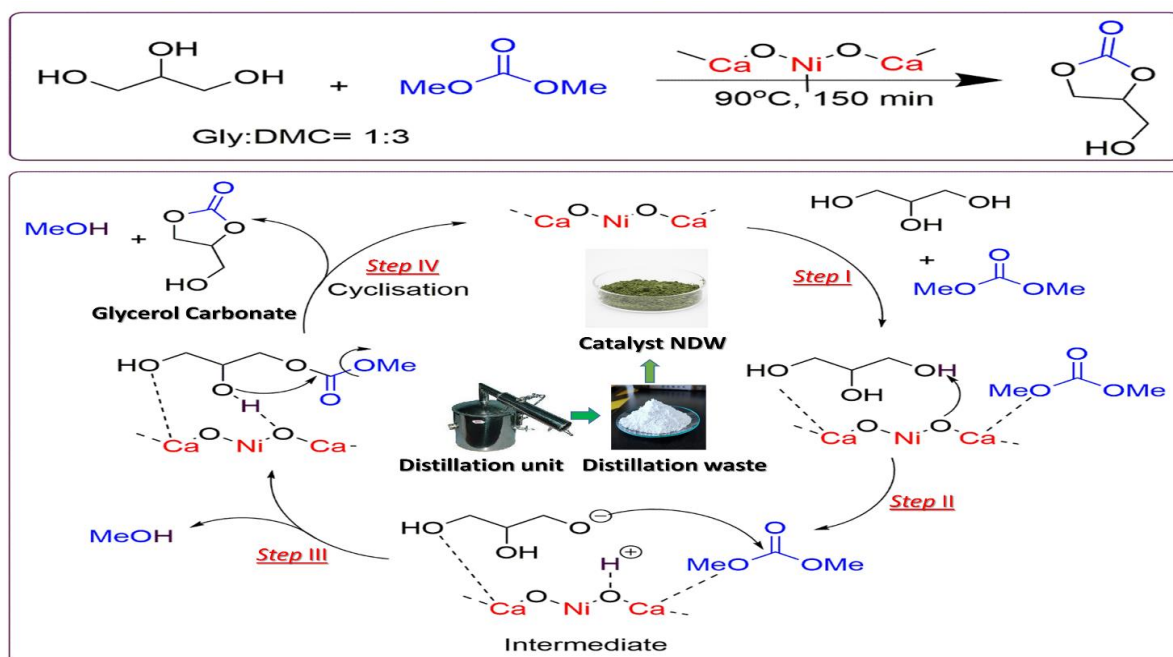 OH
HO
OH
+
O
MeO
OMe
Gly:DMC= 1:3
Ca
O
Ni
O
Ca
90°C, 150 min
O
O
O
HO
MeOH
+
O
O
O
HO
Glycerol Carbonate
Step IV
Cyclisation
Ca
O
Ni
O
Ca
Step I
HO
OH
OH
+
O
MeO
OMe
Catalyst NDW
Distillation unit
Distillation waste
HO
O
OMe
O
O
H
Ca
O
Ni
O
Ca
HO
OH
OH
O
MeO
OMe
Ca
O
Ni
O
Ca
Step II
MeOH
Step III
HO
O
⊖
OH
H
⊕
O
MeO
OMe
Ca
O
Ni
O
Ca
Intermediate